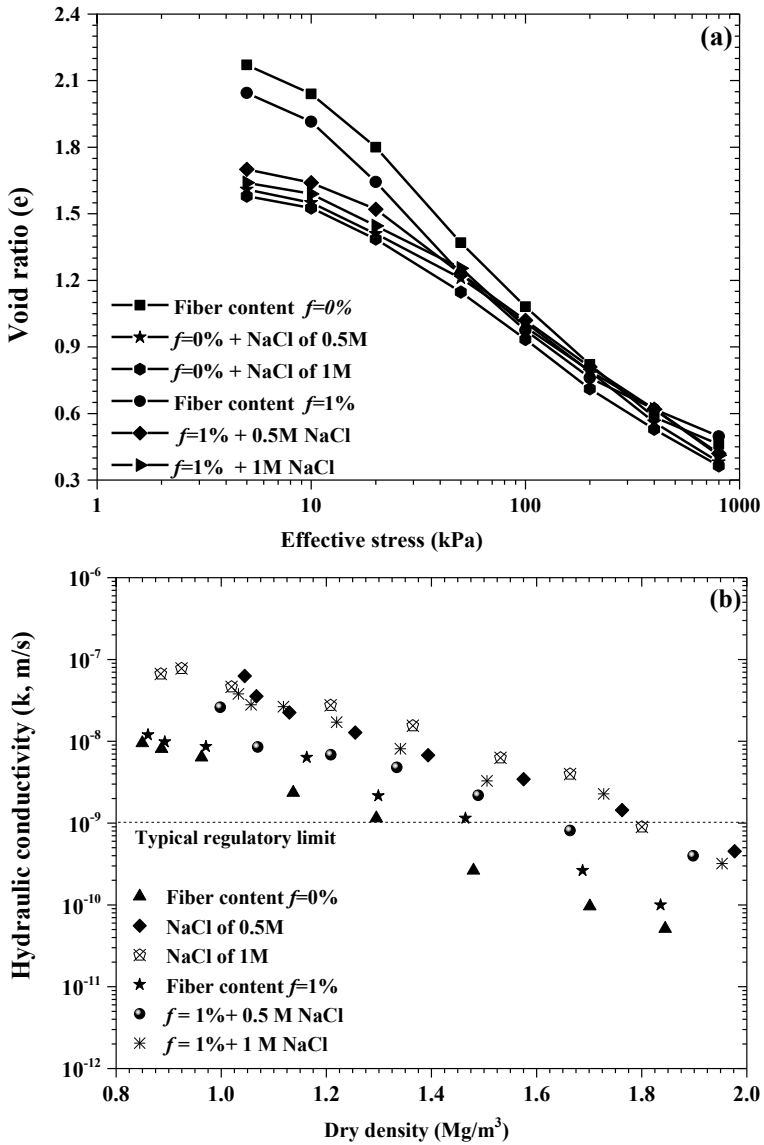 (a)
2.4
2.1
1.8
1.5
1.2
0.9
0.6
0.3
Void ratio (e)
Fiber content f=0%
f=0% + NaCl of 0.5M
f=0% + NaCl of 1M
Fiber content f=1%
f=1% + 0.5M NaCl
f=1% + 1M NaCl
1 10 100 1000
Effective stress (kPa)
(b)
10⁻⁶
10⁻⁷
10⁻⁸
10⁻⁹
10⁻¹⁰
10⁻¹¹
10⁻¹²
Hydraulic conductivity (k, m/s)
Typical regulatory limit
Fiber content f=0%
NaCl of 0.5M
NaCl of 1M
Fiber content f=1%
f = 1%+ 0.5 M NaCl
f = 1%+ 1 M NaCl
0.8 1.0 1.2 1.4 1.6 1.8 2.0
Dry density (Mg/m³)